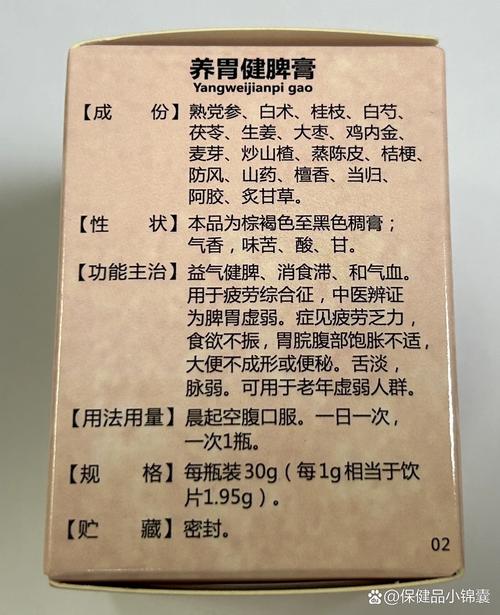 养胃健脾膏
Yangweijianpi gao
【成　份】熟党参、白术、桂枝、白芍、
茯苓、生姜、大枣、鸡内金、
麦芽、炒山楂、蒸陈皮、桔梗、
防风、山药、檀香、当归、
阿胶、炙甘草。
【性　状】本品为棕褐色至黑色稠膏；
气香，味苦、酸、甘。
【功能主治】益气健脾、消食滞、和气血。
用于疲劳综合征，中医辨证
为脾胃虚弱。症见疲劳乏力，
食欲不振，胃脘腹部饱胀不适，
大便不成形或便秘。舌淡，
脉弱。可用于老年虚弱人群。
【用法用量】晨起空腹口服。一日一次，
一次1瓶。
【规　格】每瓶装30g（每1g相当于饮
片1.95g）。
【贮　藏】密封。
02
@保健品小锦囊